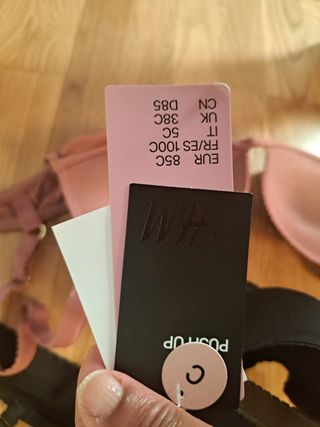 C
PUSH UP
H&M
EUR 85C
FR/ES 100C
IT 5C
UK 38C
CN D85